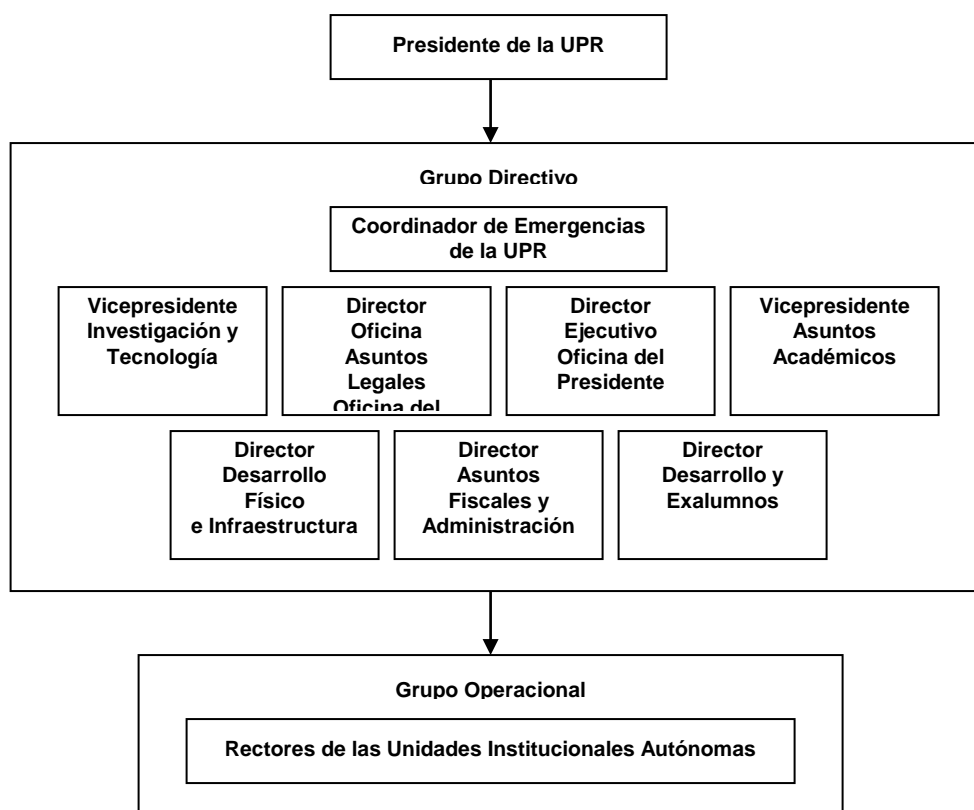 Presidente de la UPR
Grupo Directivo
Coordinador de Emergencias
de la UPR
Vicepresidente
Investigación y
Tecnología
Director
Oficina
Asuntos
Legales
Oficina del
Director
Ejecutivo
Oficina del
Presidente
Vicepresidente
Asuntos
Académicos
Director
Desarrollo
Físico
e Infraestructura
Director
Asuntos
Fiscales y
Administración
Director
Desarrollo y
Exalumnos
Grupo Operacional
Rectores de las Unidades Institucionales Autónomas